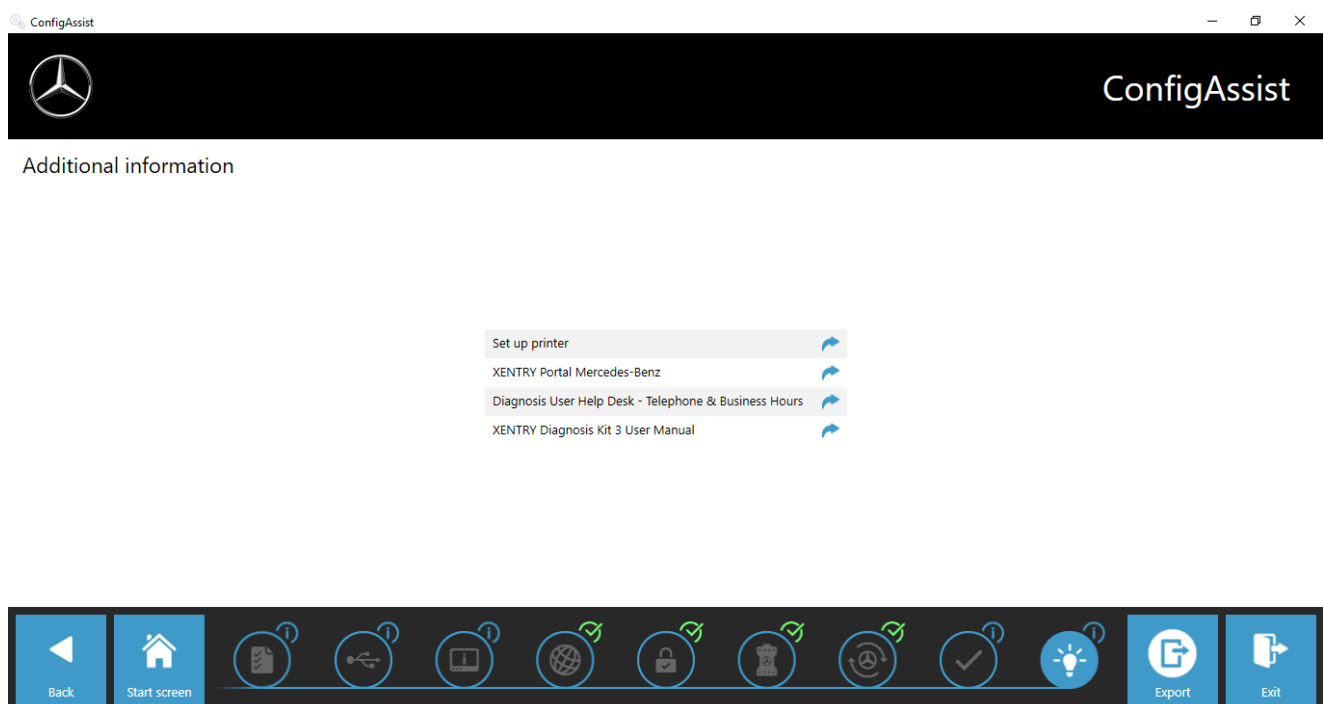 ConfigAssist
ConfigAssist
Additional information
Set up printer
XENTRY Portal Mercedes-Benz
Diagnosis User Help Desk - Telephone & Business Hours
XENTRY Diagnosis Kit 3 User Manual
Back
Start screen
Export
Exit